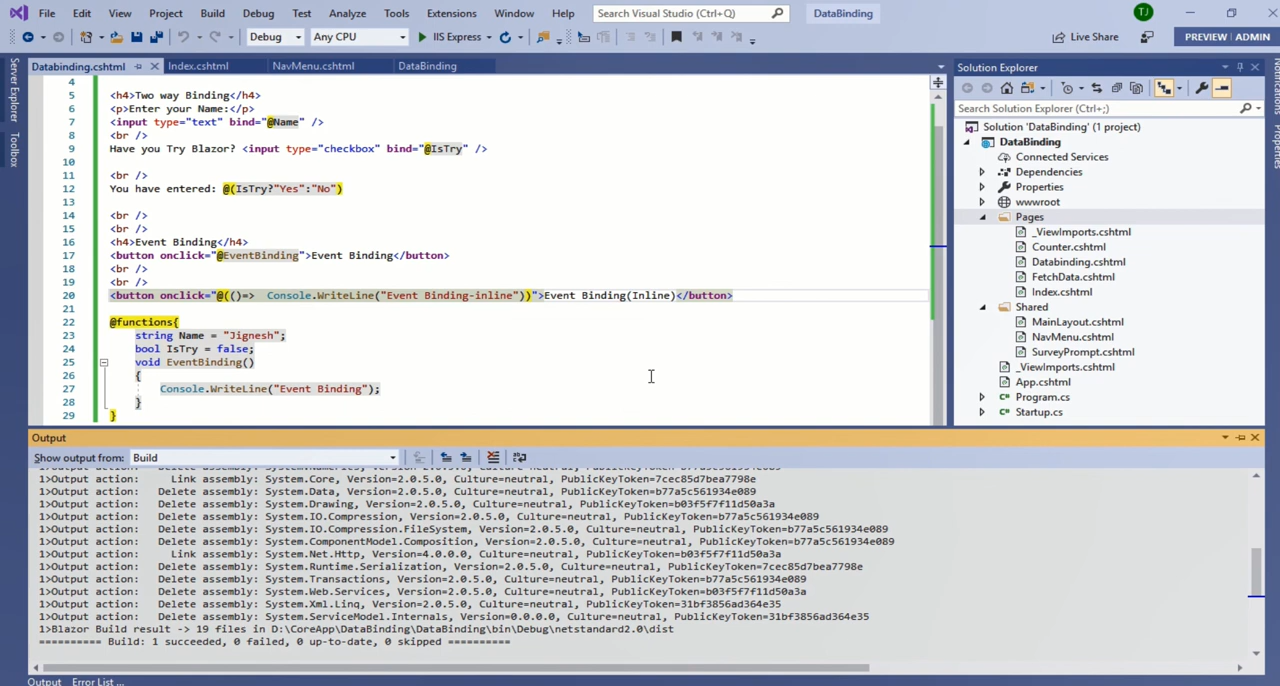 File Edit View Project Build Debug Test Analyze Tools Extensions Window Help Search Visual Studio (Ctrl+Q) DataBinding TJ
Debug Any CPU IIS Express Live Share PREVIEW | ADMIN
Server Explorer
Toolbox
Databinding.cshtml Index.cshtml NavMenu.cshtml DataBinding
4
5 <h4>Two way Binding</h4>
6 <p>Enter your Name:</p>
7 <input type="text" bind="@Name" />
8 <br />
9 Have you Try Blazor? <input type="checkbox" bind="@IsTry" />
10
11 <br />
12 You have entered: @(IsTry?"Yes":"No")
13
14 <br />
15 <br />
16 <h4>Event Binding</h4>
17 <button onclick="@EventBinding">Event Binding</button>
18 <br />
19 <br />
20 <button onclick="@(()=>  Console.WriteLine("Event Binding-inline"))">Event Binding(Inline)</button>
21
22 @functions{
23 string Name = "Jignesh";
24 bool IsTry = false;
25 void EventBinding()
26 {
27 Console.WriteLine("Event Binding");
28 }
29 }
Solution Explorer
Search Solution Explorer (Ctrl+;)
Solution 'DataBinding' (1 project)
DataBinding
Connected Services
Dependencies
Properties
wwwroot
Pages
_ViewImports.cshtml
Counter.cshtml
Databinding.cshtml
FetchData.cshtml
Index.cshtml
Shared
MainLayout.cshtml
NavMenu.cshtml
SurveyPrompt.cshtml
_ViewImports.cshtml
App.cshtml
Program.cs
Startup.cs
Notifications
Properties
Output
Show output from: Build
1>Output action:    Link assembly: System.Core, Version=2.0.5.0, Culture=neutral, PublicKeyToken=7cec85d7bea7798e
1>Output action:  Delete assembly: System.Data, Version=2.0.5.0, Culture=neutral, PublicKeyToken=b77a5c561934e089
1>Output action:  Delete assembly: System.Drawing, Version=2.0.5.0, Culture=neutral, PublicKeyToken=b03f5f7f11d50a3a
1>Output action:  Delete assembly: System.IO.Compression, Version=2.0.5.0, Culture=neutral, PublicKeyToken=b77a5c561934e089
1>Output action:  Delete assembly: System.IO.Compression.FileSystem, Version=2.0.5.0, Culture=neutral, PublicKeyToken=b77a5c561934e089
1>Output action:  Delete assembly: System.ComponentModel.Composition, Version=2.0.5.0, Culture=neutral, PublicKeyToken=b77a5c561934e089
1>Output action:    Link assembly: System.Net.Http, Version=4.0.0.0, Culture=neutral, PublicKeyToken=b03f5f7f11d50a3a
1>Output action:  Delete assembly: System.Runtime.Serialization, Version=2.0.5.0, Culture=neutral, PublicKeyToken=7cec85d7bea7798e
1>Output action:  Delete assembly: System.Transactions, Version=2.0.5.0, Culture=neutral, PublicKeyToken=b77a5c561934e089
1>Output action:  Delete assembly: System.Web.Services, Version=2.0.5.0, Culture=neutral, PublicKeyToken=b03f5f7f11d50a3a
1>Output action:  Delete assembly: System.Xml.Linq, Version=2.0.5.0, Culture=neutral, PublicKeyToken=31bf3856ad364e35
1>Output action:  Delete assembly: System.ServiceModel.Internals, Version=0.0.0.0, Culture=neutral, PublicKeyToken=31bf3856ad364e35
1>Blazor Build result -> 19 files in D:\CoreApp\DataBinding\DataBinding\bin\Debug\netstandard2.0\dist
========== Build: 1 succeeded, 0 failed, 0 up-to-date, 0 skipped ==========
Output Error List ...